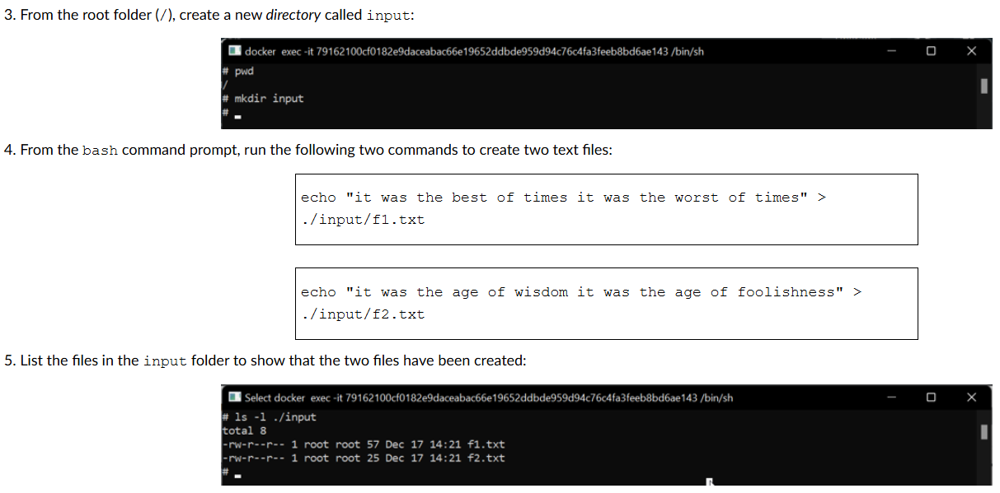 3. From the root folder (/), create a new directory called input:
docker exec -it 79162100cf0182e9daceabac66e19652ddbde959d94c76c4fa3feeb8bd6ae143 /bin/sh
# pwd
/
# mkdir input
#
4. From the bash command prompt, run the following two commands to create two text files:
echo "it was the best of times it was the worst of times" >
./input/f1.txt
echo "it was the age of wisdom it was the age of foolishness" >
./input/f2.txt
5. List the files in the input folder to show that the two files have been created:
Select docker exec -it 79162100cf0182e9daceabac66e19652ddbde959d94c76c4fa3feeb8bd6ae143 /bin/sh
# ls -l ./input
total 8
-rw-r--r-- 1 root root 57 Dec 17 14:21 f1.txt
-rw-r--r-- 1 root root 25 Dec 17 14:21 f2.txt
#